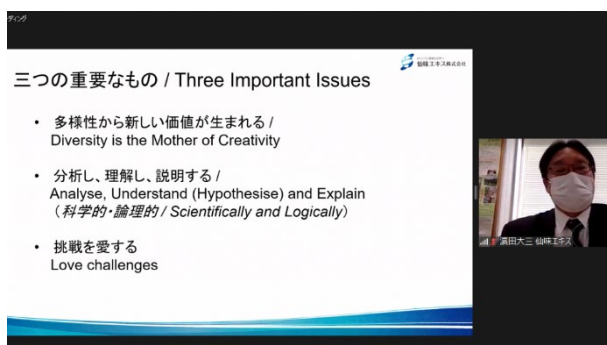 三つの重要なもの / Three Important Issues
仙味エキス株式会社
• 多様性から新しい価値が生まれる /
Diversity is the Mother of Creativity
• 分析し、理解し、説明する /
Analyse, Understand (Hypothesise) and Explain
(科学的・論理的 / Scientifically and Logically)
• 挑戦を愛する
Love challenges
濵田大三 仙味エキス